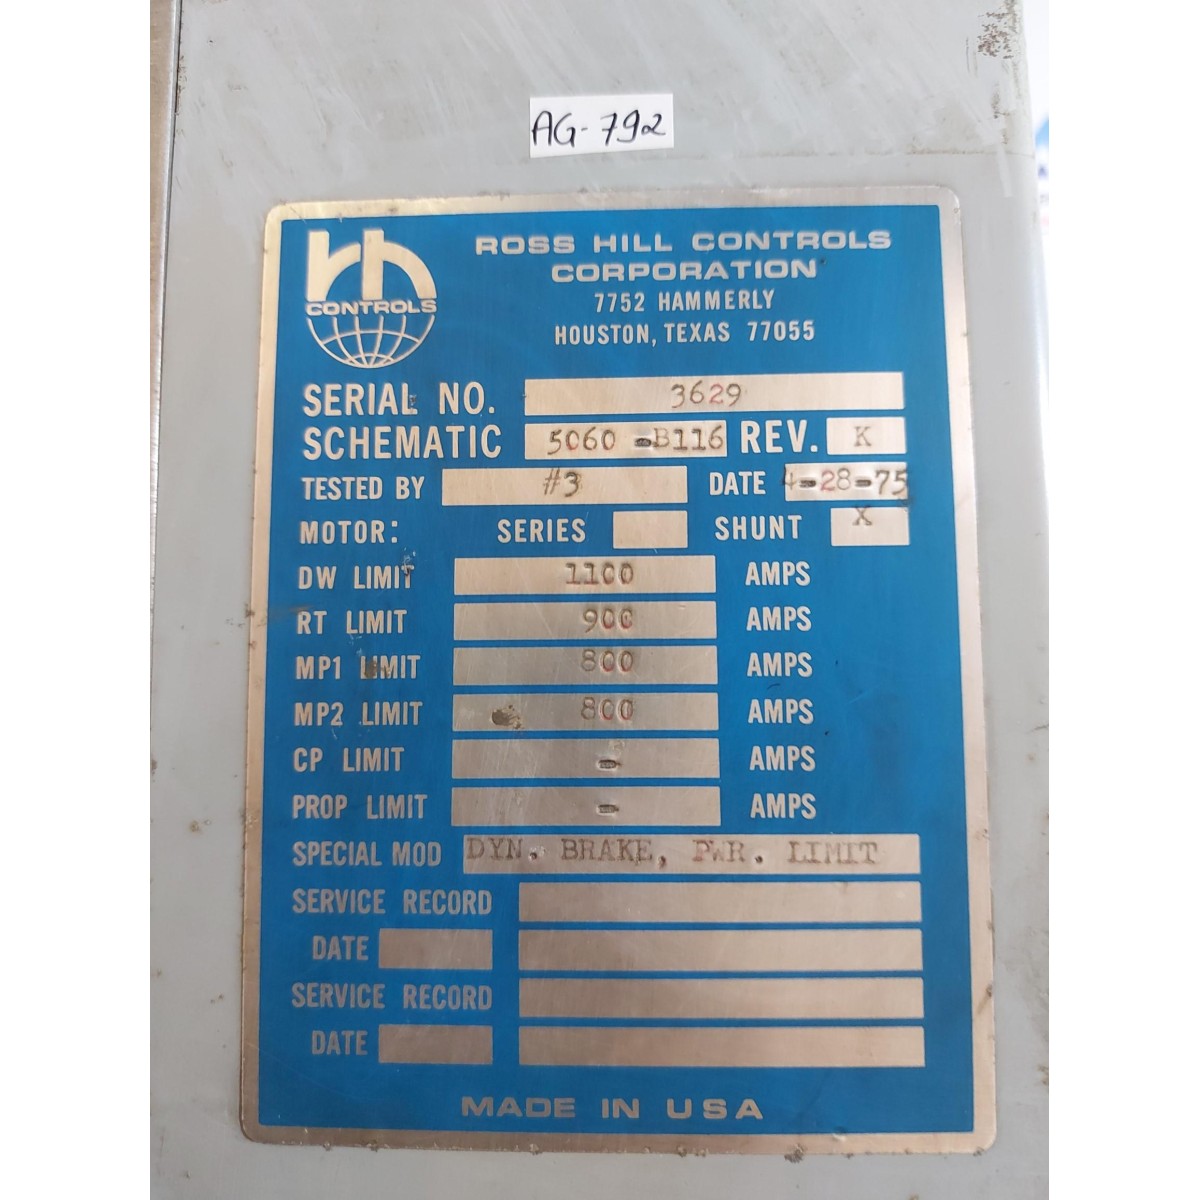 AG-792
rh
CONTROLS
ROSS HILL CONTROLS
CORPORATION
7752 HAMMERLY
HOUSTON, TEXAS 77055
SERIAL NO. 3629
SCHEMATIC 5060-B116 REV. K
TESTED BY #3 DATE 4-28-75
MOTOR: SERIES SHUNT X
DW LIMIT 1100 AMPS
RT LIMIT 900 AMPS
MP1 LIMIT 800 AMPS
MP2 LIMIT 800 AMPS
CP LIMIT - AMPS
PROP LIMIT - AMPS
SPECIAL MOD DYN. BRAKE, PWR. LIMIT
SERVICE RECORD
DATE
SERVICE RECORD
DATE
MADE IN USA